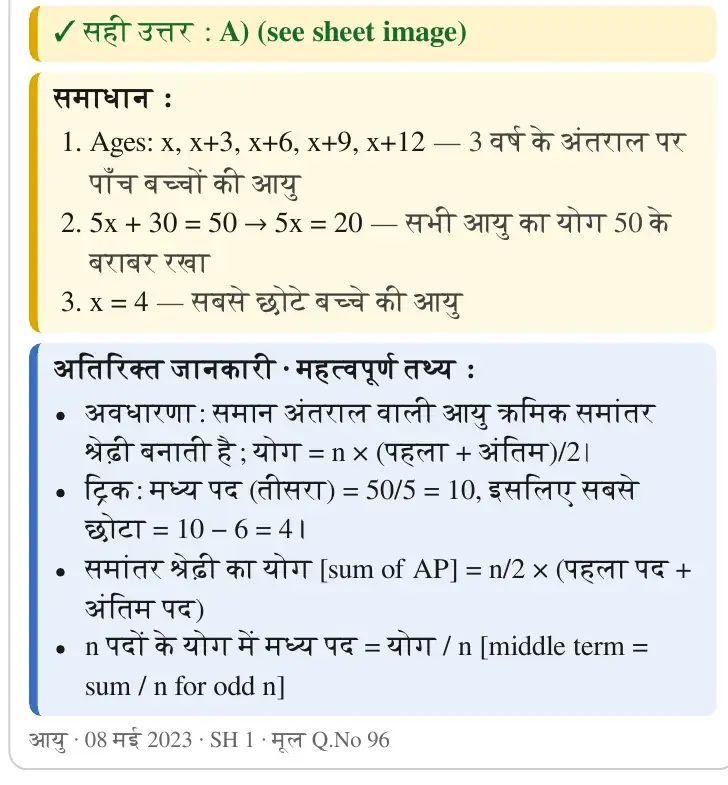 ✓ सही उत्तर : A) (see sheet image)
समाधान :
1. Ages: x, x+3, x+6, x+9, x+12 — 3 वर्ष के अंतराल पर
पाँच बच्चों की आयु
2. 5x + 30 = 50 → 5x = 20 — सभी आयु का योग 50 के
बराबर रखा
3. x = 4 — सबसे छोटे बच्चे की आयु
अतिरिक्त जानकारी · महत्वपूर्ण तथ्य :
• अवधारणा : समान अंतराल वाली आयु क्रमिक समांतर
श्रेढ़ी बनाती है ; योग = n × (पहला + अंतिम)/2।
• ट्रिक : मध्य पद (तीसरा) = 50/5 = 10, इसलिए सबसे
छोटा = 10 − 6 = 4।
• समांतर श्रेढ़ी का योग [sum of AP] = n/2 × (पहला पद +
अंतिम पद)
• n पदों के योग में मध्य पद = योग / n [middle term =
sum / n for odd n]
आयु · 08 मई 2023 · SH 1 · मूल Q.No 96